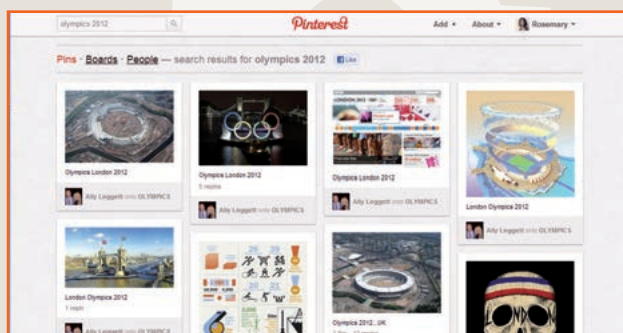 olympics 2012
Pinterest
Add +
About
Rosemary
Pins · Boards · People — search results for olympics 2012
Like
Olympics London 2012
Ally Leggett onto OLYMPICS
Olympics London 2012
5 repins
Ally Leggett onto OLYMPICS
LONDON 2012
Olympics London 2012
Ally Leggett onto OLYMPICS
London Olympics 2012
Ally Leggett onto OLYMPICS
London Olympics 2012
1 repin
Ally Leggett onto OLYMPICS
Olympics 2012...UK
LONDON